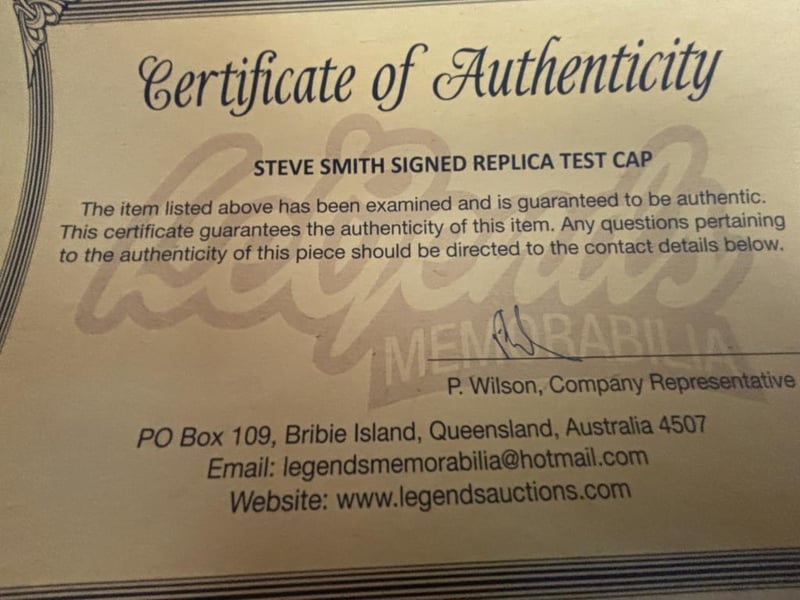 Certificate of Authenticity
STEVE SMITH SIGNED REPLICA TEST CAP
The item listed above has been examined and is guaranteed to be authentic.
This certificate guarantees the authenticity of this item. Any questions pertaining
to the authenticity of this piece should be directed to the contact details below.
Legends
MEMORABILIA
P. Wilson, Company Representative
PO Box 109, Bribie Island, Queensland, Australia 4507
Email: legendsmemorabilia@hotmail.com
Website: www.legendsauctions.com